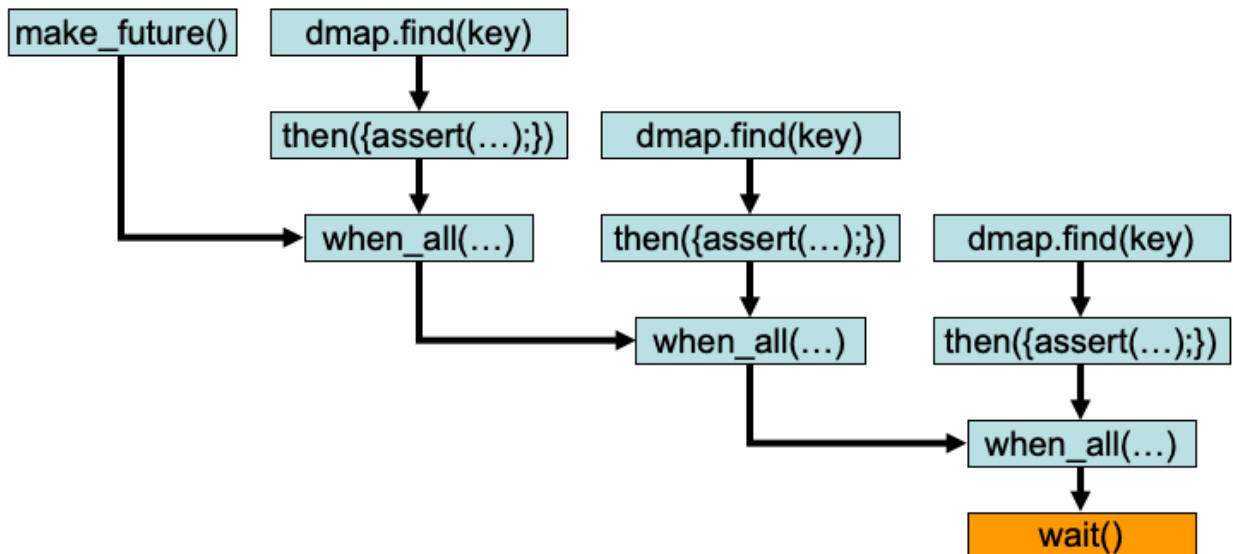 make_future()
dmap.find(key)
then({assert(…);})
dmap.find(key)
when_all(…)
then({assert(…);})
dmap.find(key)
when_all(…)
then({assert(…);})
when_all(…)
wait()